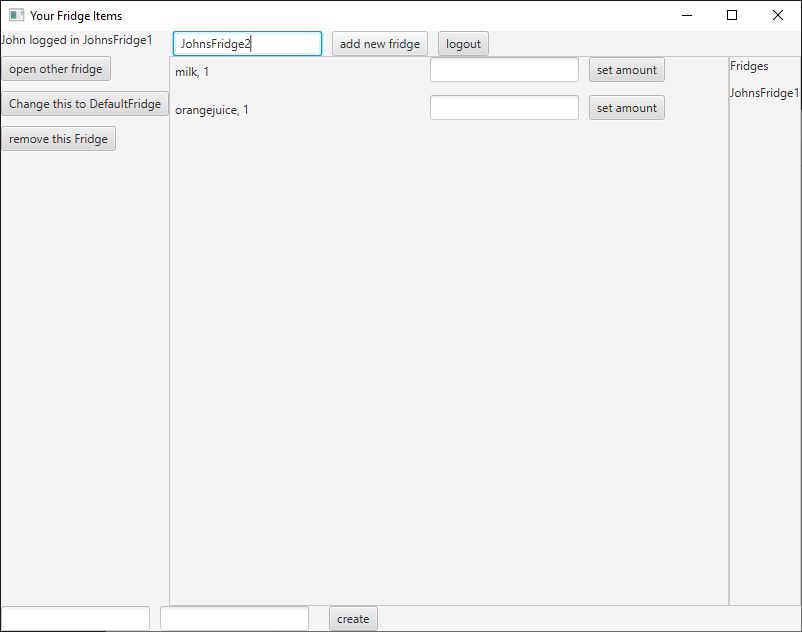 Your Fridge Items
John logged in JohnsFridge1
JohnsFridge2
add new fridge
logout
open other fridge
Change this to DefaultFridge
remove this Fridge
milk, 1
set amount
orangejuice, 1
set amount
Fridges
JohnsFridge1
create